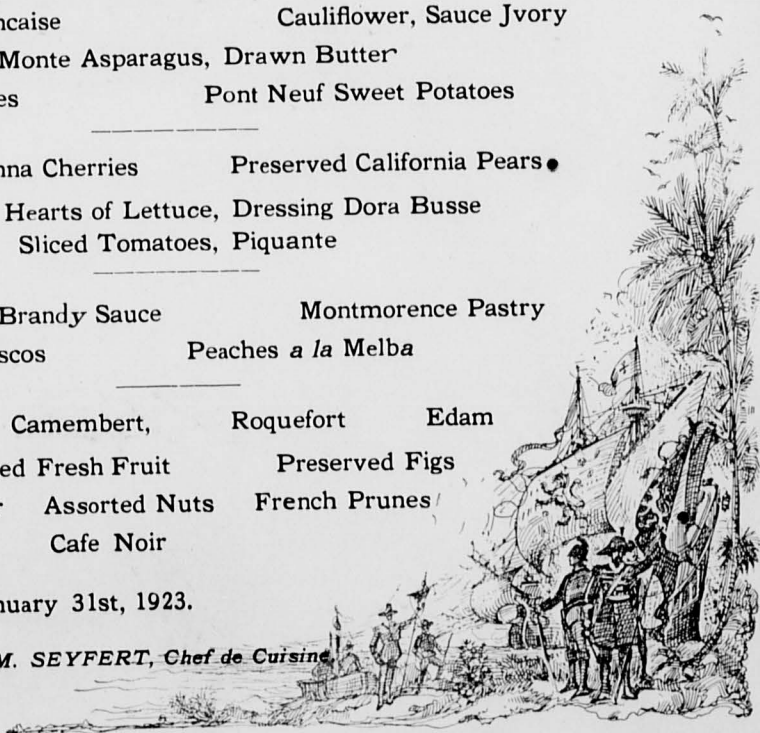 ncaise Cauliflower, Sauce Jvory
Monte Asparagus, Drawn Butter
es Pont Neuf Sweet Potatoes
nna Cherries Preserved California Pears
Hearts of Lettuce, Dressing Dora Busse
Sliced Tomatoes, Piquante
Brandy Sauce Montmorence Pastry
scos Peaches a la Melba
Camembert, Roquefort Edam
ed Fresh Fruit Preserved Figs
Assorted Nuts French Prunes
Cafe Noir
nuary 31st, 1923.
M. SEYFERT, Chef de Cuisine.